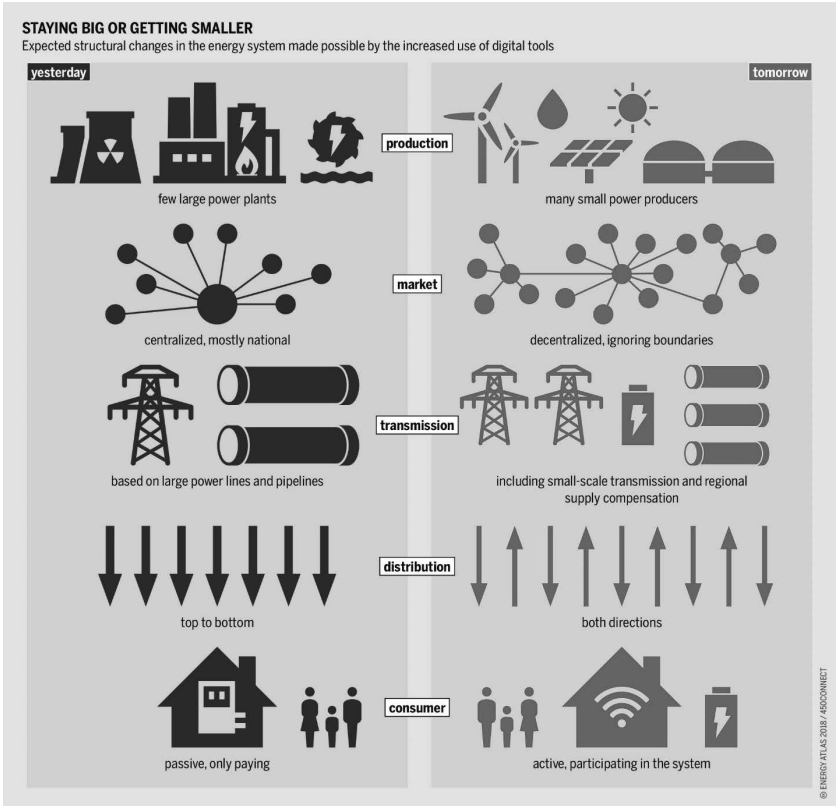 STAYING BIG OR GETTING SMALLER
Expected structural changes in the energy system made possible by the increased use of digital tools
yesterday
tomorrow
production
few large power plants
many small power producers
market
centralized, mostly national
decentralized, ignoring boundaries
transmission
based on large power lines and pipelines
including small-scale transmission and regional
supply compensation
distribution
top to bottom
both directions
consumer
passive, only paying
active, participating in the system
© ENERGY ATLAS 2018 / 450CONNECT